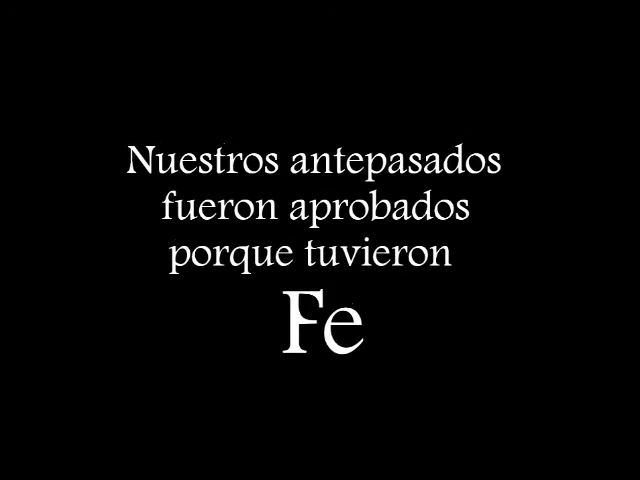 Nuestros antepasados
fueron aprobados
porque tuvieron
Fe